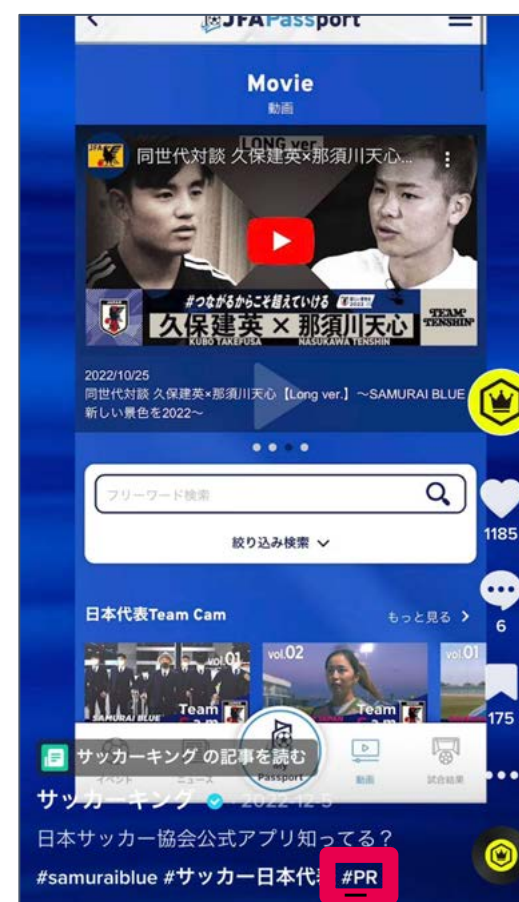 JFAPassport
Movie
動画
LONG ver.
同世代対談 久保建英×那須川天心...
#つながるからこそ超えていける
久保建英 × 那須川天心
KUBO TAKEFUSA NASUKAWA TENSHIN
TEAM TENSHIN
2022/10/25
同世代対談 久保建英×那須川天心【Long ver.】〜SAMURAI BLUE
新しい景色を2022〜
フリーワード検索
絞り込み検索
1185
6
日本代表Team Cam
もっと見る
vol.01
vol.02
vol.01
SAMURAI BLUE
Team
Team
175
サッカーキング の記事を読む
イベント
ニュース
My
Passport
動画
試合結果
サッカーキング · 2022-12-5
日本サッカー協会公式アプリ知ってる？
#samuraiblue #サッカー日本代 #PR